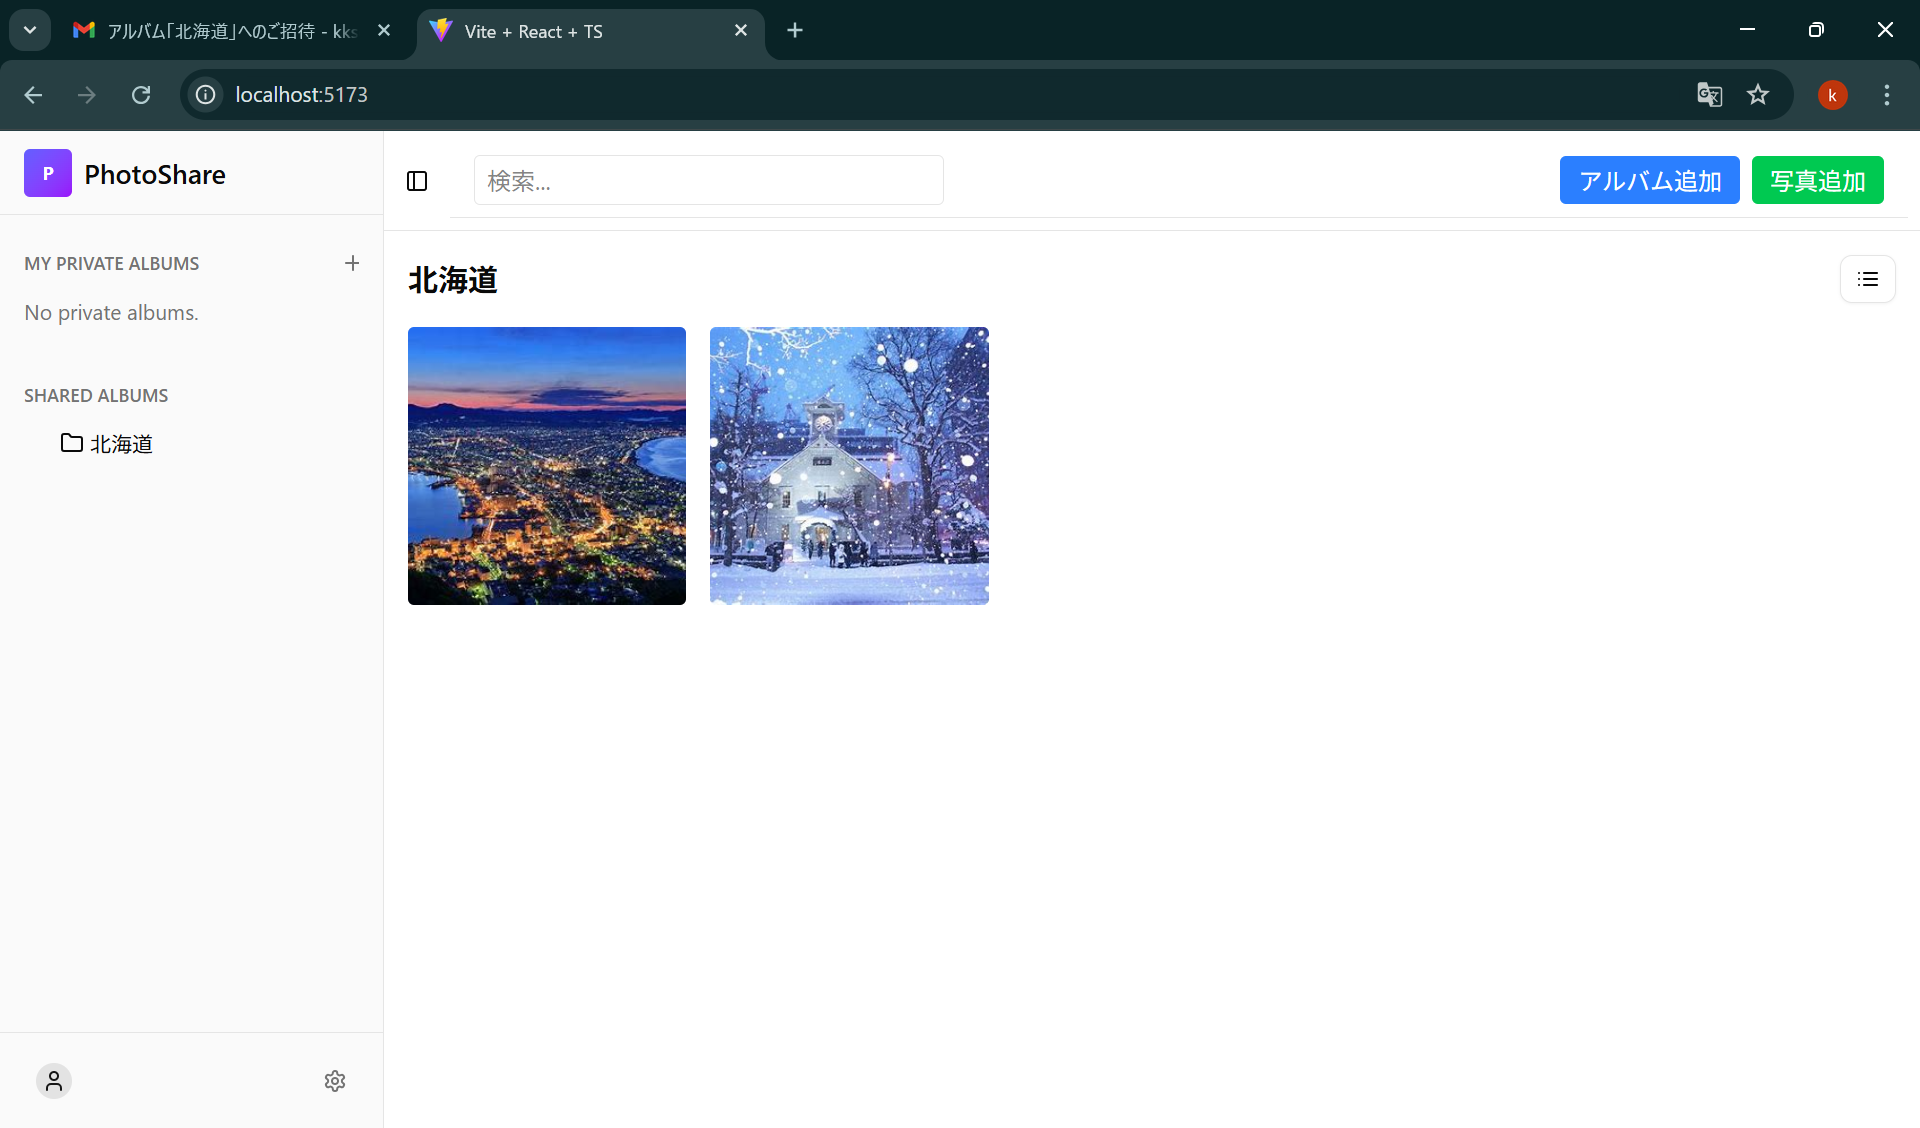 アルバム「北海道」へのご招待 - kks
Vite + React + TS
localhost:5173
k
P
PhotoShare
検索...
アルバム追加
写真追加
MY PRIVATE ALBUMS
No private albums.
SHARED ALBUMS
北海道
北海道